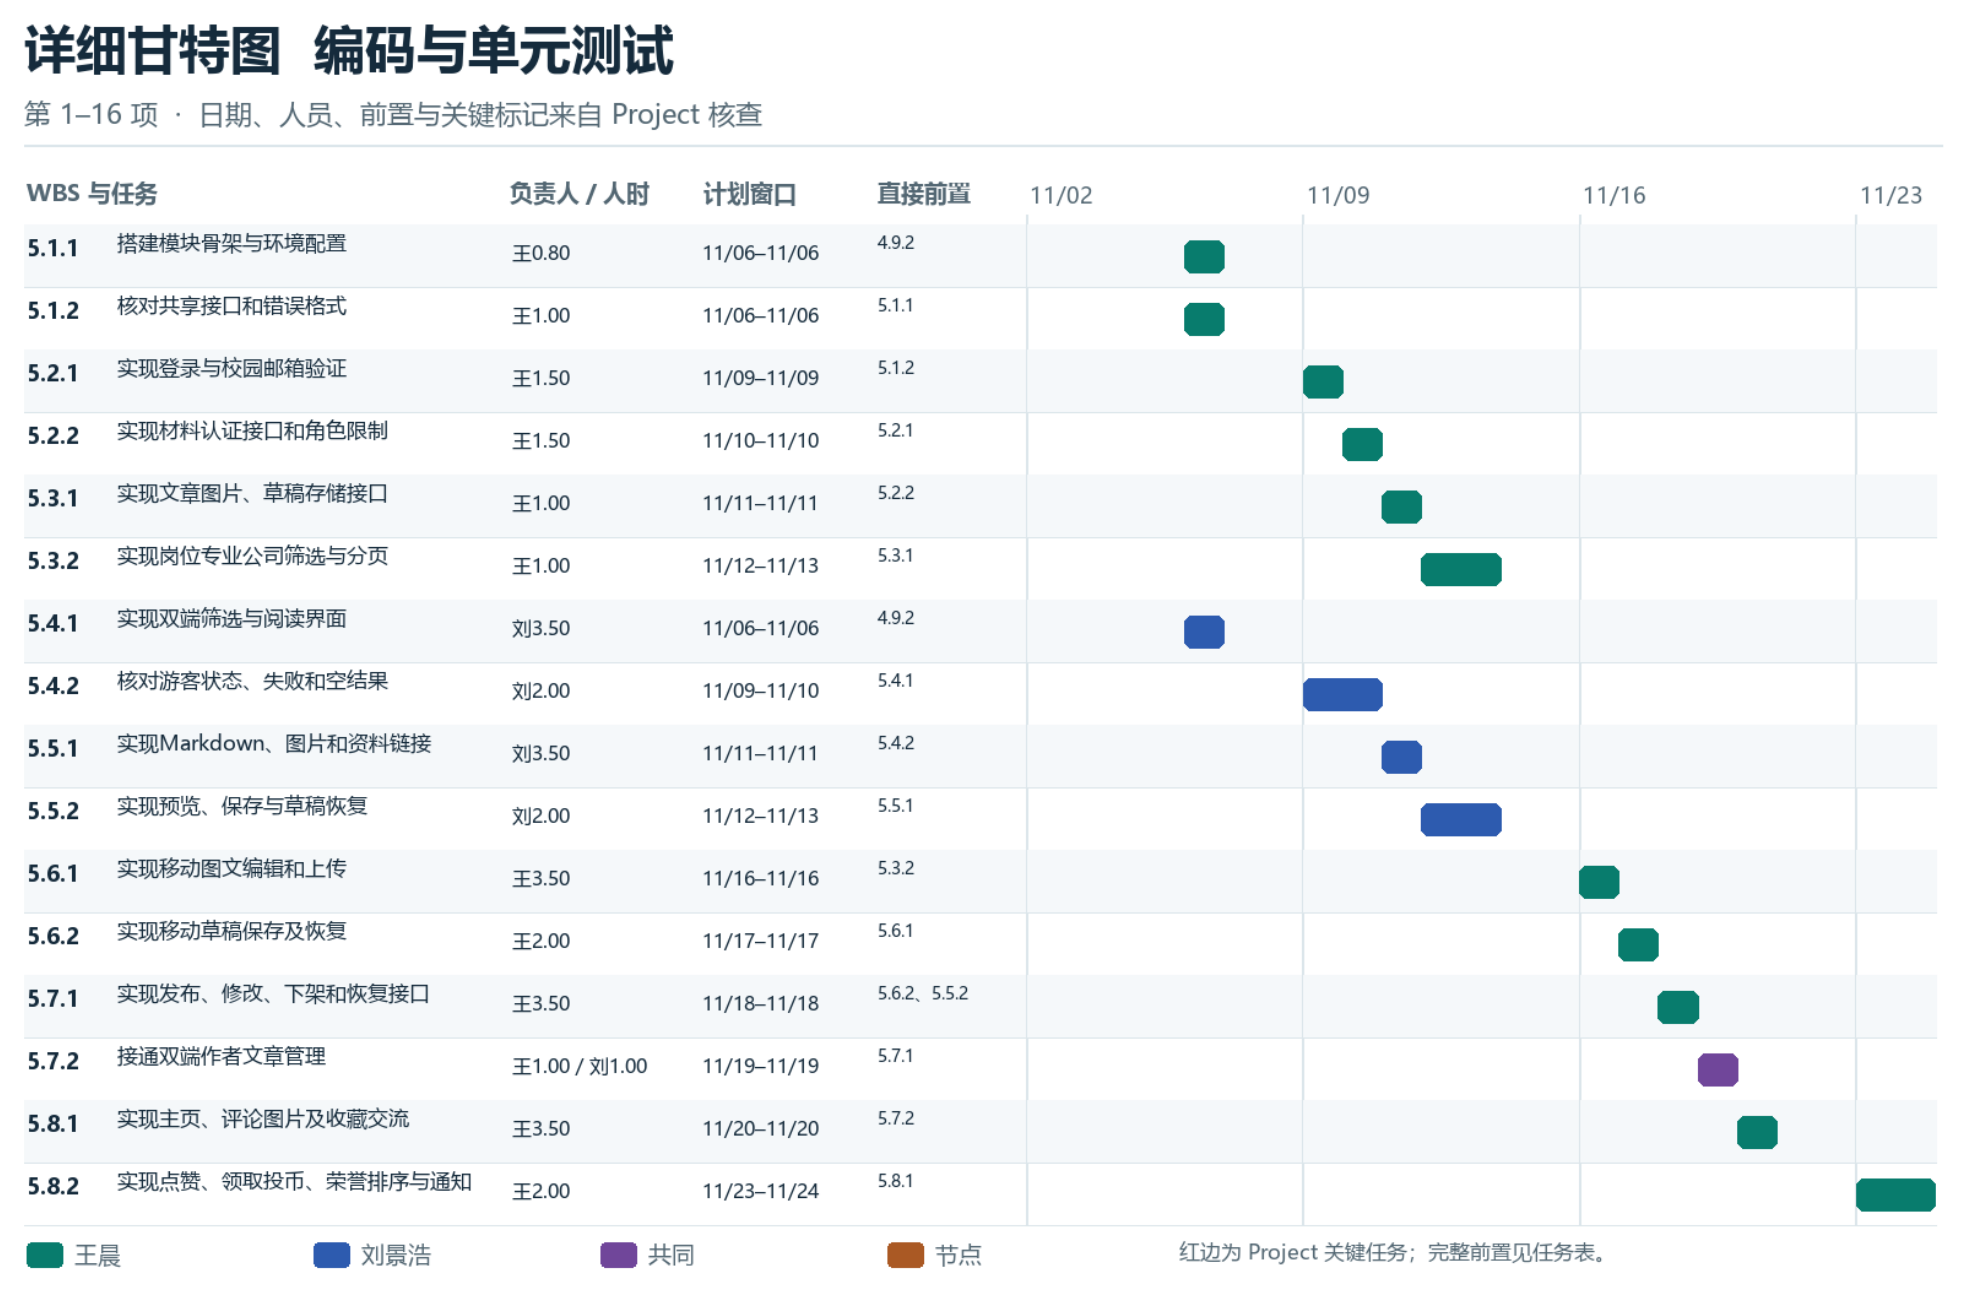 详细甘特图 编码与单元测试
第 1–16 项 · 日期、人员、前置与关键标记来自 Project 核查
WBS 与任务 负责人 / 人时 计划窗口 直接前置 11/02 11/09 11/16 11/23
5.1.1 搭建模块骨架与环境配置 王0.80 11/06–11/06 4.9.2
5.1.2 核对共享接口和错误格式 王1.00 11/06–11/06 5.1.1
5.2.1 实现登录与校园邮箱验证 王1.50 11/09–11/09 5.1.2
5.2.2 实现材料认证接口和角色限制 王1.50 11/10–11/10 5.2.1
5.3.1 实现文章图片、草稿存储接口 王1.00 11/11–11/11 5.2.2
5.3.2 实现岗位专业公司筛选与分页 王1.00 11/12–11/13 5.3.1
5.4.1 实现双端筛选与阅读界面 刘3.50 11/06–11/06 4.9.2
5.4.2 核对游客状态、失败和空结果 刘2.00 11/09–11/10 5.4.1
5.5.1 实现Markdown、图片和资料链接 刘3.50 11/11–11/11 5.4.2
5.5.2 实现预览、保存与草稿恢复 刘2.00 11/12–11/13 5.5.1
5.6.1 实现移动图文编辑和上传 王3.50 11/16–11/16 5.3.2
5.6.2 实现移动草稿保存及恢复 王2.00 11/17–11/17 5.6.1
5.7.1 实现发布、修改、下架和恢复接口 王3.50 11/18–11/18 5.6.2、5.5.2
5.7.2 接通双端作者文章管理 王1.00 / 刘1.00 11/19–11/19 5.7.1
5.8.1 实现主页、评论图片及收藏交流 王3.50 11/20–11/20 5.7.2
5.8.2 实现点赞、领取投币、荣誉排序与通知 王2.00 11/23–11/24 5.8.1
王晨 刘景浩 共同 节点 红边为 Project 关键任务；完整前置见任务表。